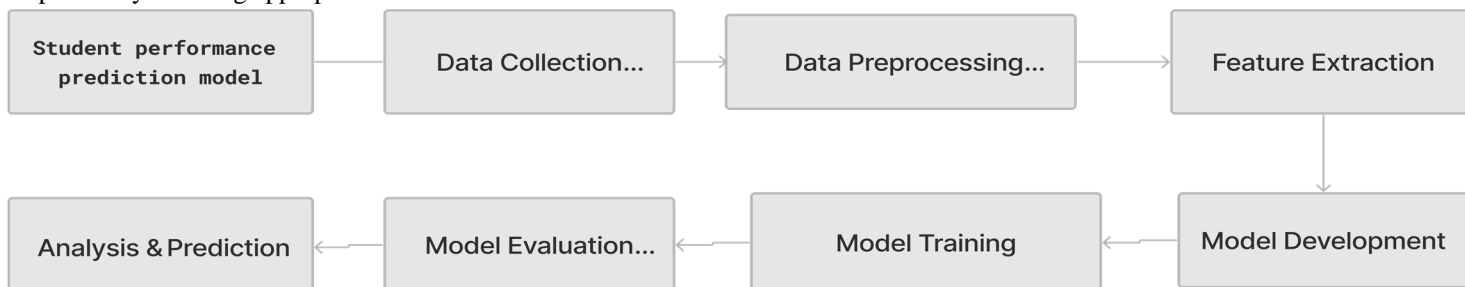 Student performance
prediction model
Data Collection...
Data Preprocessing...
Feature Extraction
Model Development
Model Training
Model Evaluation...
Analysis & Prediction